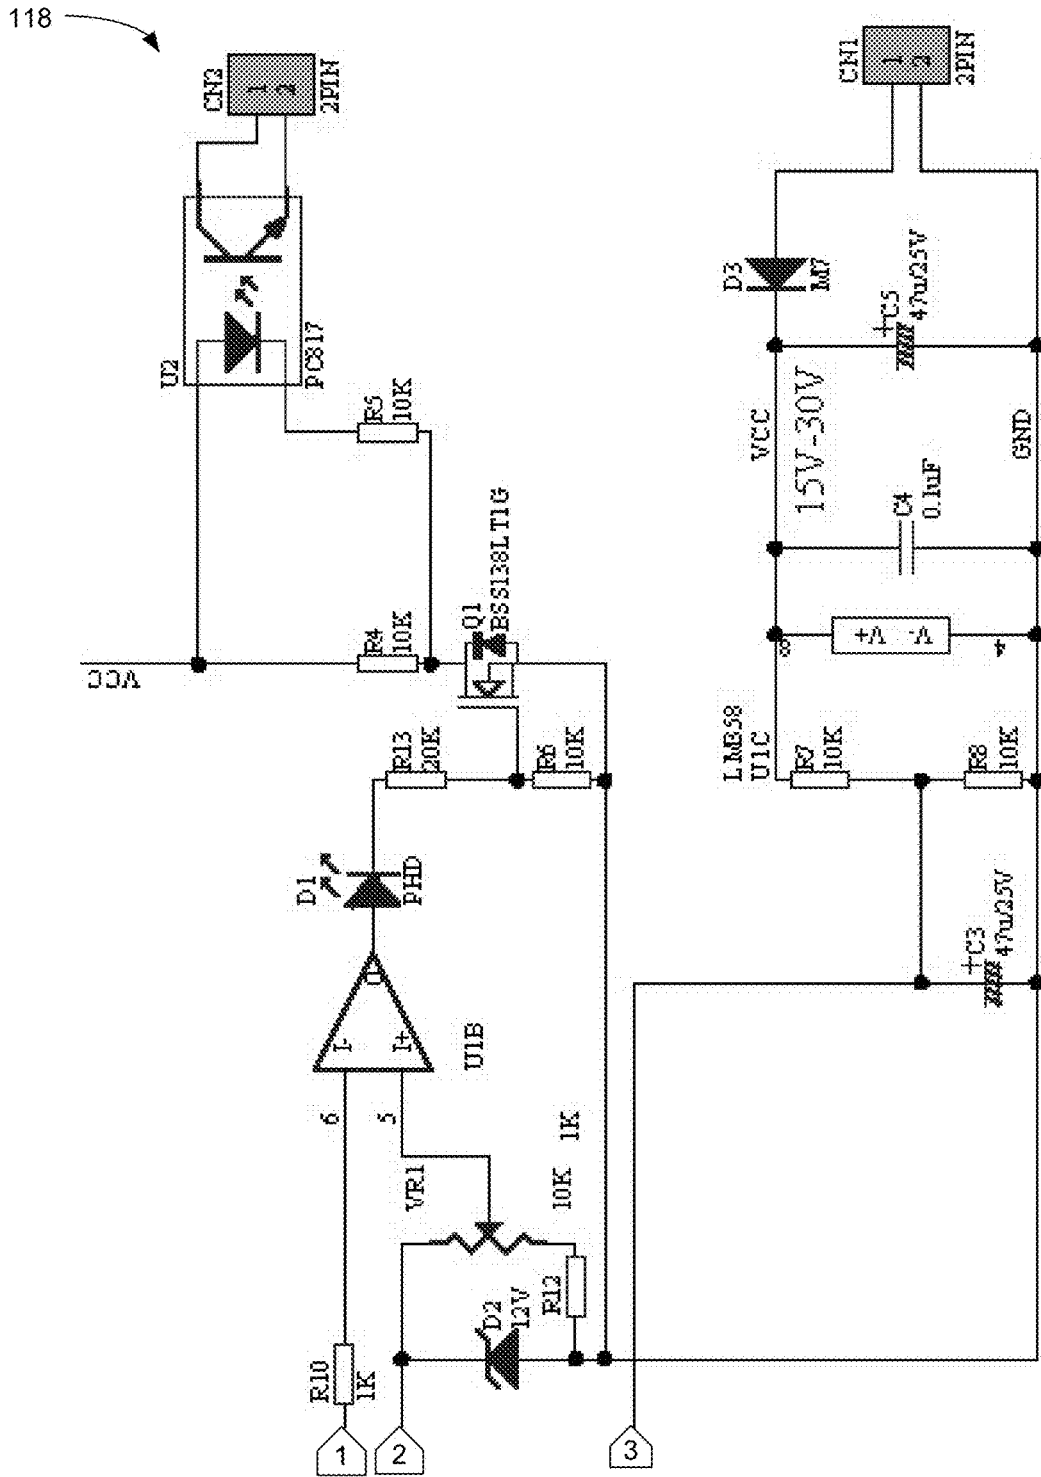 118
CN2
1 2
2PIN
CN1
1 2
2PIN
U2
PC817
D3
M7
+C5
47u/25V
R5
10K
VCC
15V-30V
GND
C4
0.1uF
R4
10K
Q1
BSS138LT1G
VCC
V+ V-
8
4
R13
20K
R6
10K
LM358
U1C
R7
10K
R8
10K
D1
PHD
+C3
47u/25V
I-
I+
U1B
6
5
VR1
10K
1K
D2
12V
R12
R10
1K
1
2
3